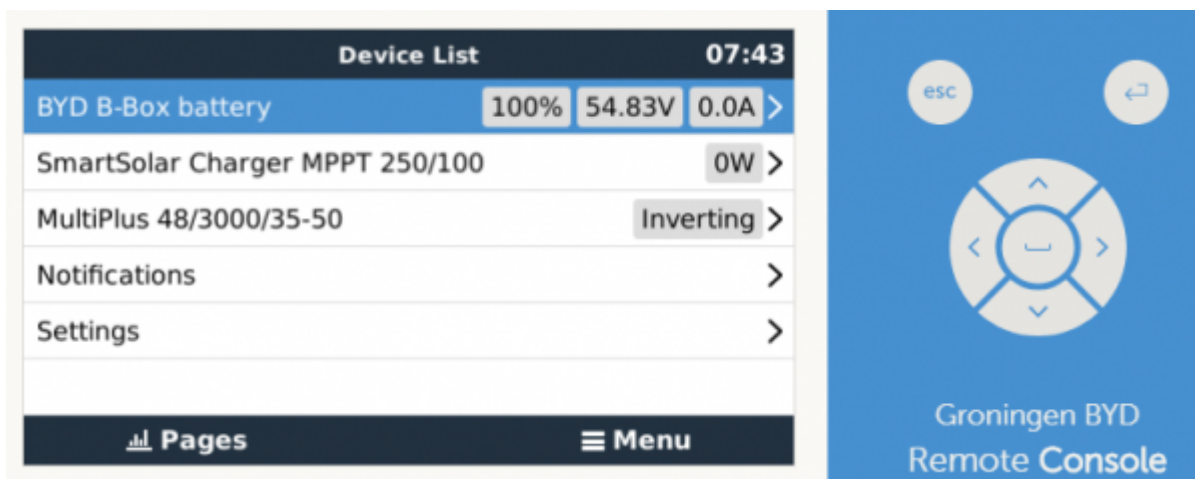 Device List 07:43
BYD B-Box battery 100% 54.83V 0.0A
SmartSolar Charger MPPT 250/100 0W
MultiPlus 48/3000/35-50 Inverting
Notifications
Settings
Pages Menu
esc
Groningen BYD
Remote Console